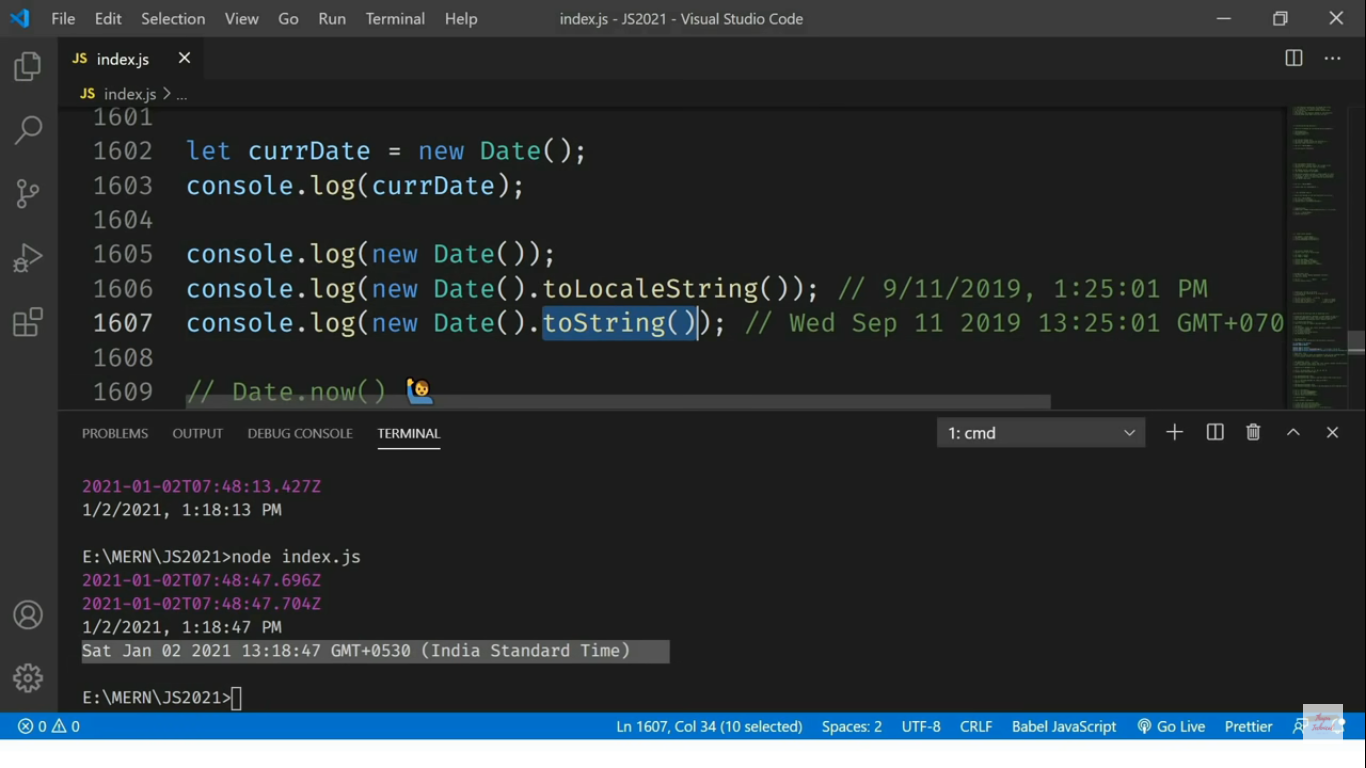 File Edit Selection View Go Run Terminal Help index.js - JS2021 - Visual Studio Code
JS index.js
JS index.js > ...
1601
1602 let currDate = new Date();
1603 console.log(currDate);
1604
1605 console.log(new Date());
1606 console.log(new Date().toLocaleString()); // 9/11/2019, 1:25:01 PM
1607 console.log(new Date().toString()); // Wed Sep 11 2019 13:25:01 GMT+070
1608
1609 // Date.now() 🙋‍♂️
PROBLEMS OUTPUT DEBUG CONSOLE TERMINAL 1: cmd
2021-01-02T07:48:13.427Z
1/2/2021, 1:18:13 PM
E:\MERN\JS2021>node index.js
2021-01-02T07:48:47.696Z
2021-01-02T07:48:47.704Z
1/2/2021, 1:18:47 PM
Sat Jan 02 2021 13:18:47 GMT+0530 (India Standard Time)
E:\MERN\JS2021>
0 0 Ln 1607, Col 34 (10 selected) Spaces: 2 UTF-8 CRLF Babel JavaScript Go Live Prettier